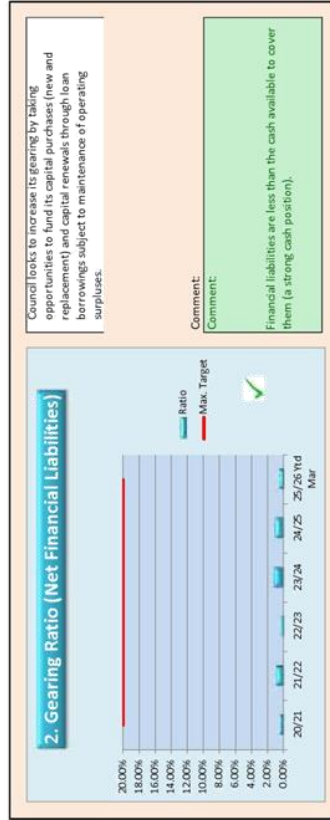 2. Gearing Ratio (Net Financial Liabilities)
20.00%
18.00%
16.00%
14.00%
12.00%
10.00%
8.00%
6.00%
4.00%
2.00%
0.00%
20/21
21/22
22/23
23/24
24/25
25/26 Ytd
Mar
Ratio
Max. Target
Council looks to increase its gearing by taking
opportunities to fund its capital purchases (new and
replacement) and capital renewals through loan
borrowings subject to maintenance of operating
surpluses.
Comment:
Comment:
Financial liabilities are less than the cash available to cover
them (a strong cash position).